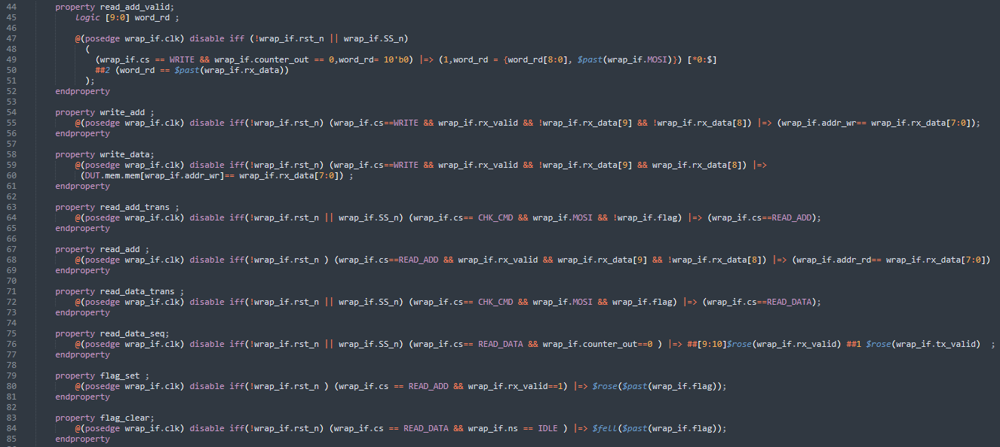 44 property read_add_valid;
45 logic [9:0] word_rd ;
46
47 @(posedge wrap_if.clk) disable iff (!wrap_if.rst_n || wrap_if.SS_n)
48 (
49 (wrap_if.cs == WRITE && wrap_if.counter_out == 0,word_rd= 10'b0) |=> (1,word_rd = {word_rd[8:0], $past(wrap_if.MOSI)}) [*0:$]
50 ##2 (word_rd == $past(wrap_if.rx_data))
51 );
52 endproperty
53
54 property write_add ;
55 @(posedge wrap_if.clk) disable iff(!wrap_if.rst_n) (wrap_if.cs==WRITE && wrap_if.rx_valid && !wrap_if.rx_data[9] && !wrap_if.rx_data[8]) |=> (wrap_if.addr_wr== wrap_if.rx_data[7:0]);
56 endproperty
57
58 property write_data;
59 @(posedge wrap_if.clk) disable iff(!wrap_if.rst_n) (wrap_if.cs==WRITE && wrap_if.rx_valid && !wrap_if.rx_data[9] && wrap_if.rx_data[8]) |=>
60 (DUT.mem.mem[wrap_if.addr_wr]== wrap_if.rx_data[7:0]) ;
61 endproperty
62
63 property read_add_trans ;
64 @(posedge wrap_if.clk) disable iff(!wrap_if.rst_n || wrap_if.SS_n) (wrap_if.cs== CHK_CMD && wrap_if.MOSI && !wrap_if.flag) |=> (wrap_if.cs==READ_ADD);
65 endproperty
66
67 property read_add ;
68 @(posedge wrap_if.clk) disable iff(!wrap_if.rst_n ) (wrap_if.cs==READ_ADD && wrap_if.rx_valid && wrap_if.rx_data[9] && !wrap_if.rx_data[8]) |=> (wrap_if.addr_rd== wrap_if.rx_data[7:0])
69 endproperty
70
71 property read_data_trans ;
72 @(posedge wrap_if.clk) disable iff(!wrap_if.rst_n || wrap_if.SS_n) (wrap_if.cs== CHK_CMD && wrap_if.MOSI && wrap_if.flag) |=> (wrap_if.cs==READ_DATA);
73 endproperty
74
75 property read_data_seq;
76 @(posedge wrap_if.clk) disable iff(!wrap_if.rst_n || wrap_if.SS_n) (wrap_if.cs== READ_DATA && wrap_if.counter_out==0 ) |=> ##[9:10]$rose(wrap_if.rx_valid) ##1 $rose(wrap_if.tx_valid) ;
77 endproperty
78
79 property flag_set ;
80 @(posedge wrap_if.clk) disable iff(!wrap_if.rst_n ) (wrap_if.cs == READ_ADD && wrap_if.rx_valid==1) |=> $rose($past(wrap_if.flag));
81 endproperty
82
83 property flag_clear;
84 @(posedge wrap_if.clk) disable iff(!wrap_if.rst_n) (wrap_if.cs == READ_DATA && wrap_if.ns == IDLE ) |=> $fell($past(wrap_if.flag));
85 endproperty